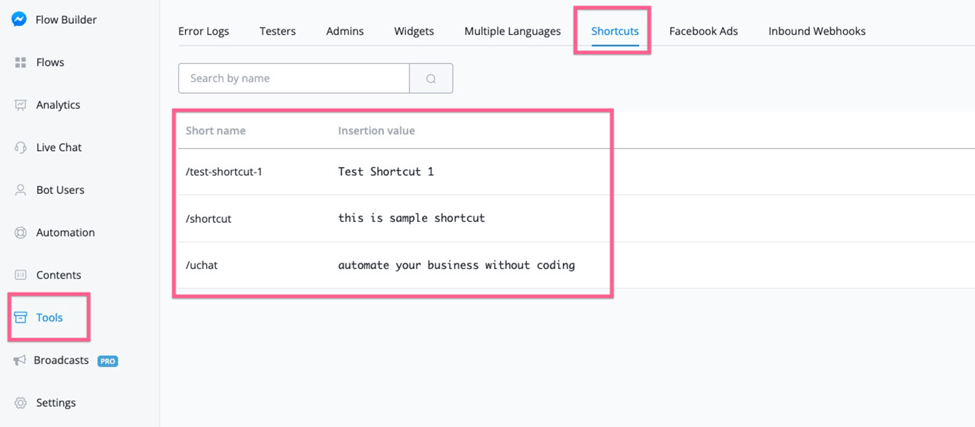 Flow Builder
Flows
Analytics
Live Chat
Bot Users
Automation
Contents
Tools
Broadcasts PRO
Settings
Error Logs Testers Admins Widgets Multiple Languages Shortcuts Facebook Ads Inbound Webhooks
Search by name
Short name Insertion value
/test-shortcut-1 Test Shortcut 1
/shortcut this is sample shortcut
/uchat automate your business without coding